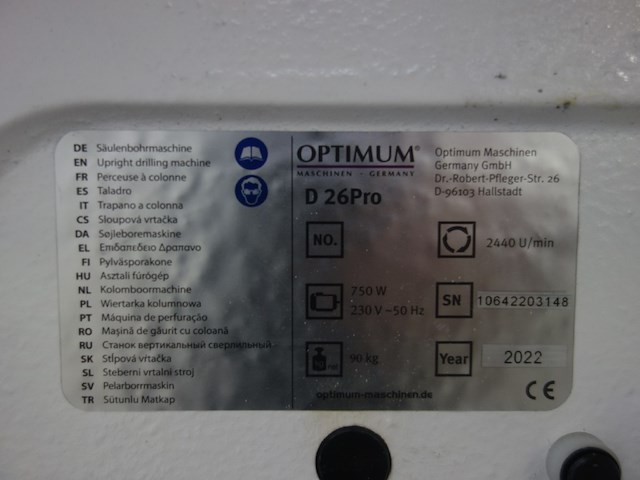 DE Säulenbohrmaschine
EN Upright drilling machine
FR Perceuse à colonne
ES Taladro
IT Trapano a colonna
CS Sloupová vrtačka
DA Søjleboremaskine
EL Επιδαπεδειο Δραπανο
FI Pylväsporakone
HU Asztali fúrógép
NL Kolomboormachine
PL Wiertarka kolumnowa
PT Máquina de perfuração
RO Mașină de găurit cu coloană
RU Станок вертикальный сверлильный
SK Stĺpová vrtačka
SL Steberni vrtalni stroj
SV Pelarborrmaskin
TR Sütunlu Matkap
OPTIMUM®
MASCHINEN - GERMANY
D 26Pro
Optimum Maschinen
Germany GmbH
Dr.-Robert-Pfleger-Str. 26
D-96103 Hallstadt
NO.
2440 U/min
750 W
230 V ~50 Hz
SN 10642203148
kg
90 kg
Year 2022
optimum-maschinen.de
CE